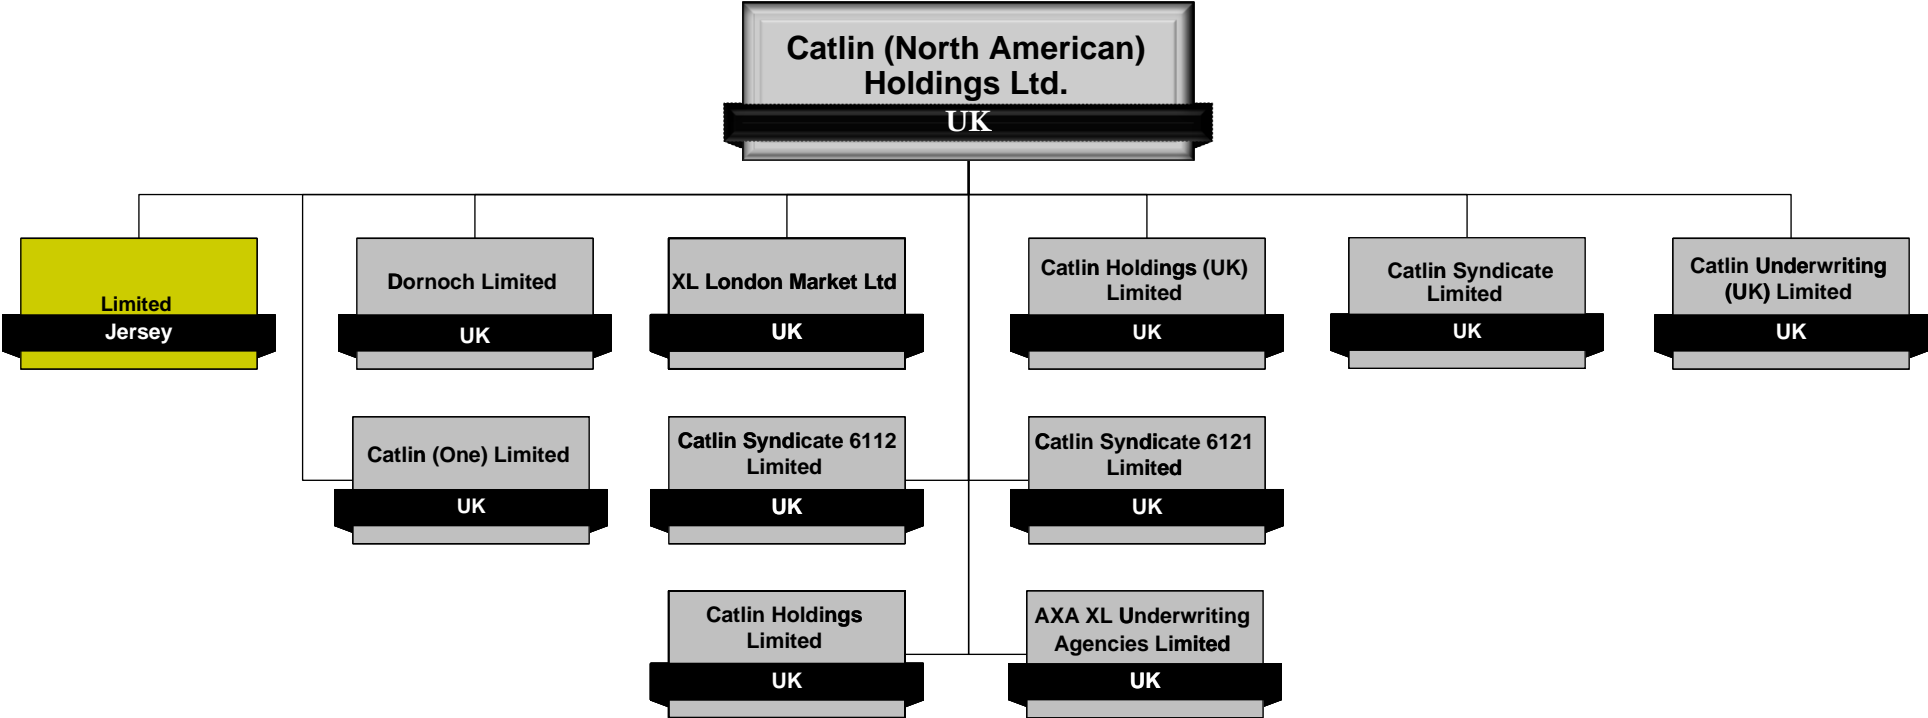 Catlin (North American)
Holdings Ltd.
UK
Limited
Jersey
Dornoch Limited
UK
XL London Market Ltd
UK
Catlin Holdings (UK)
Limited
UK
Catlin Syndicate
Limited
UK
Catlin Underwriting
(UK) Limited
UK
Catlin (One) Limited
UK
Catlin Syndicate 6112
Limited
UK
Catlin Syndicate 6121
Limited
UK
Catlin Holdings
Limited
UK
AXA XL Underwriting
Agencies Limited
UK